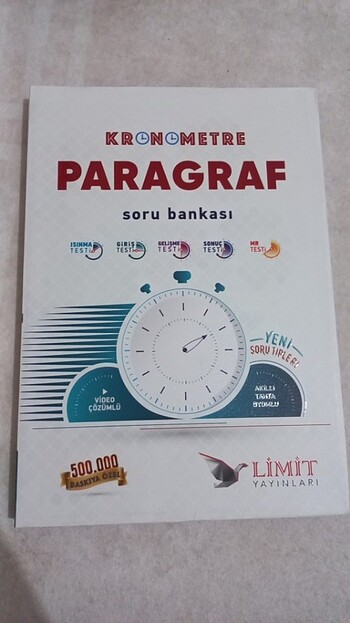 KRONOMETRE
PARAGRAF
soru bankası
ISINMA
TESTİ
GİRİŞ
TESTİ
GELİŞME
TESTİ
SONUÇ
TESTİ
MR
TESTİ
YENİ
SORU TİPLERİ
VİDEO
ÇÖZÜMLÜ
AKILLI
TAHTA
UYUMLU
500.000
BASKIYA ÖZEL
LİMİT
YAYINLARI